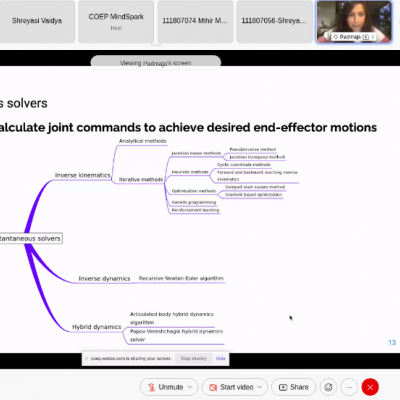 Shreyasi Vaidya
COEP MindSpark
Host
111807074 Mihir M...
111807056-Shreya...
Padmaja
Viewing Padmaja's screen
s solvers
alculate joint commands to achieve desired end-effector motions
Analytical methods
Inverse kinematics
Iterative methods
Jacobian based methods
Pseudoinverse method
Jacobian transpose method
Heuristic methods
Cyclic coordinate methods
Forward and backward reaching inverse
kinematics
Optimization methods
Damped least square method
Gradient based optimization
Genetic programming
Reinforcement learning
tantaneous solvers
Inverse dynamics
Recursive Newton-Euler algorithm
Hybrid dynamics
Articulated-body hybrid dynamics
algorithm
Popov-Vereshchagin hybrid dynamics
solver
13
coep.webex.com is sharing your screen.
Stop sharing
Hide
Unmute
Start video
Share